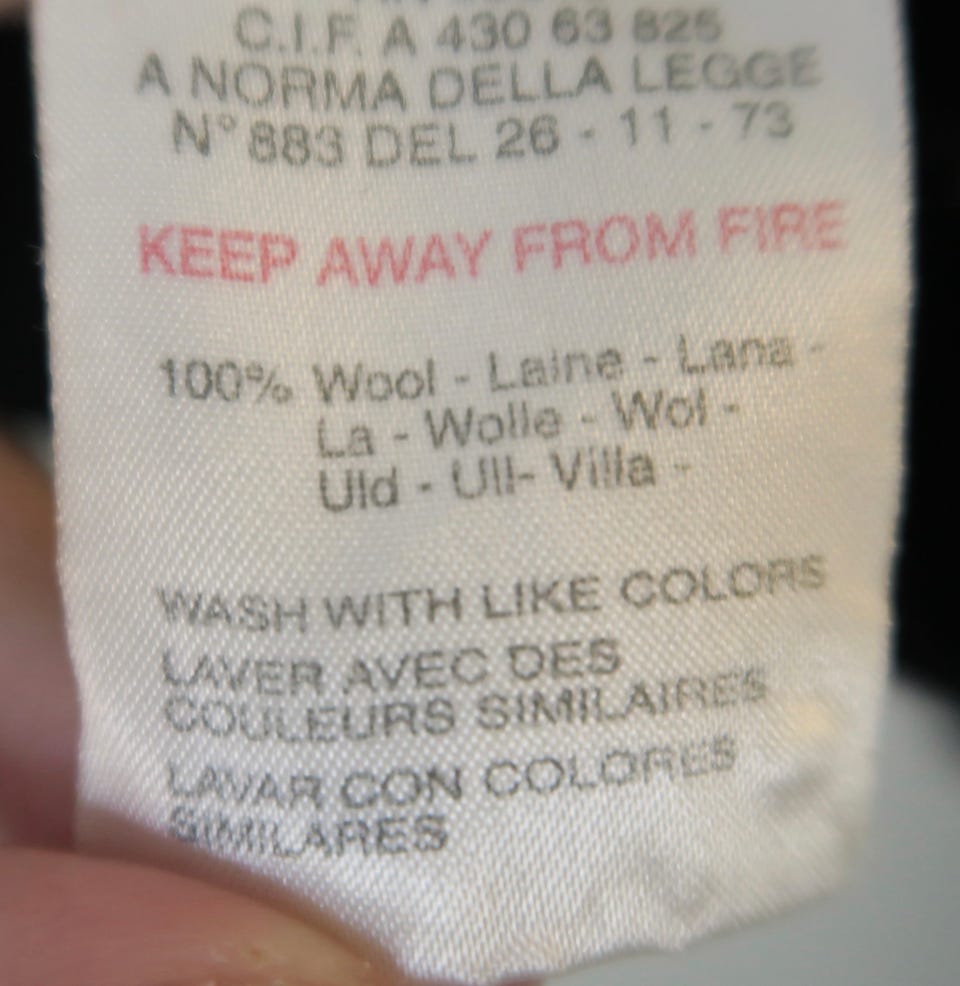 C.I.F. A 430 63 825
A NORMA DELLA LEGGE
N° 883 DEL 26 - 11 - 73
KEEP AWAY FROM FIRE
100% Wool - Laine - Lana -
La - Wolle - Wol -
Uld - Ull- Villa -
WASH WITH LIKE COLORS
LAVER AVEC DES
COULEURS SIMILAIRES
LAVAR CON COLORES
SIMILARES